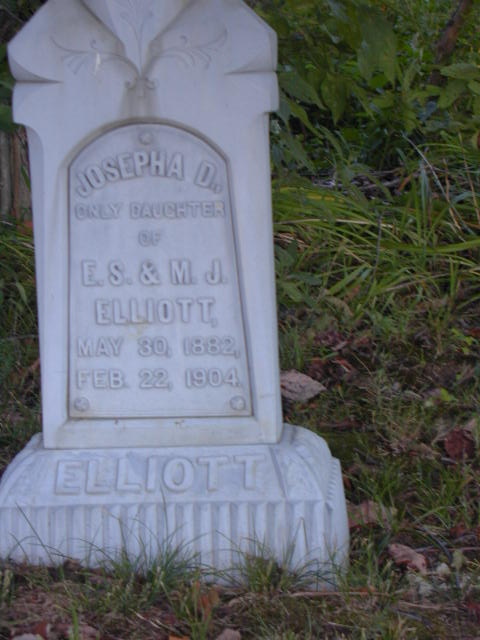 JOSEPHA D.,
ONLY DAUGHTER
OF
E. S. & M. J.
ELLIOTT,
MAY 30, 1882,
FEB. 22, 1904.
ELLIOTT